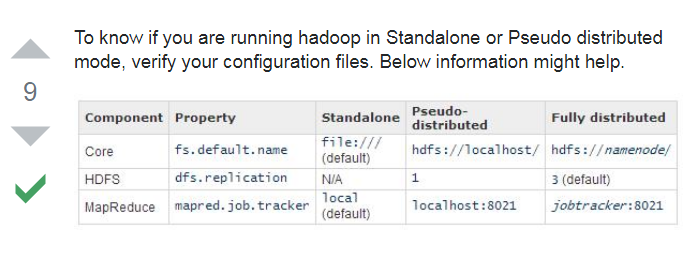 To know if you are running hadoop in Standalone or Pseudo distributed
mode, verify your configuration files. Below information might help.
9
Component Property Standalone Pseudo-distributed Fully distributed
Core fs.default.name file:/// (default) hdfs://localhost/ hdfs://namenode/
HDFS dfs.replication N/A 1 3 (default)
MapReduce mapred.job.tracker local (default) localhost:8021 jobtracker:8021